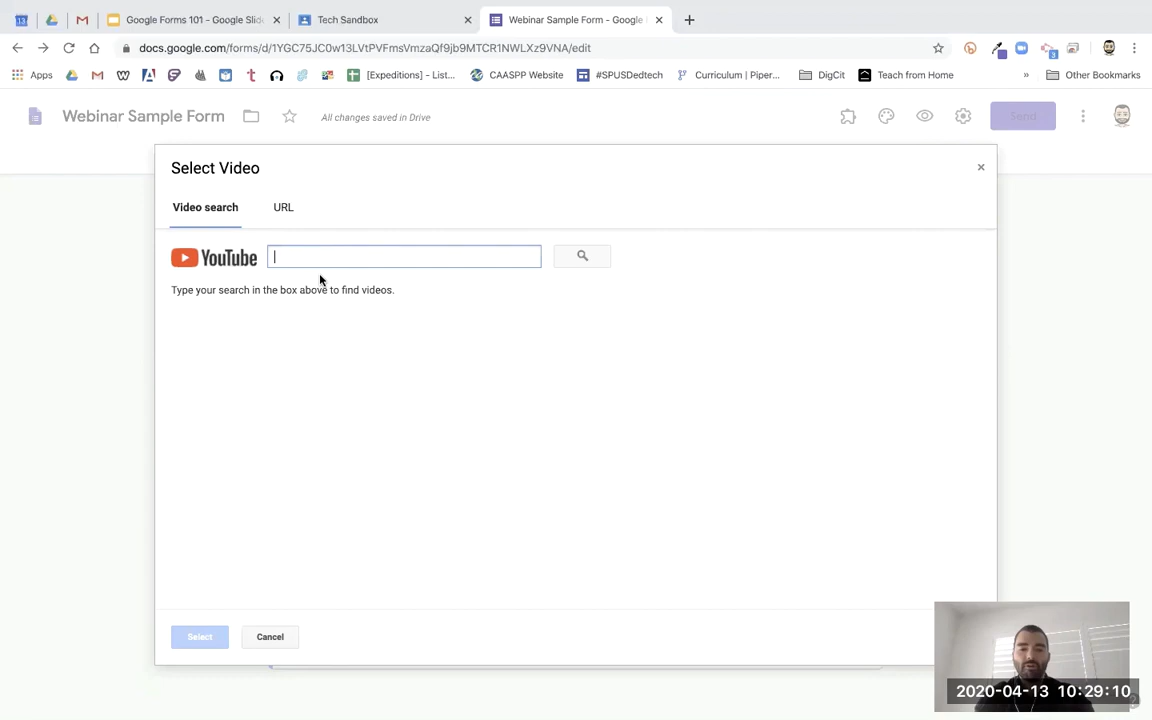 13 Google Forms 101 - Google Slid Tech Sandbox Webinar Sample Form - Google
docs.google.com/forms/d/1YGC75JC0w13LVtPVFmsVmzaQf9jb9MTCR1NWLXz9VNA/edit
3
Apps [Expeditions] - List... CAASPP Website #SPUSDedtech Curriculum | Piper... DigCit Teach from Home » Other Bookmarks
Webinar Sample Form All changes saved in Drive Send
Select Video
Video search URL
YouTube
Type your search in the box above to find videos.
Select Cancel
2020-04-13 10:29:10